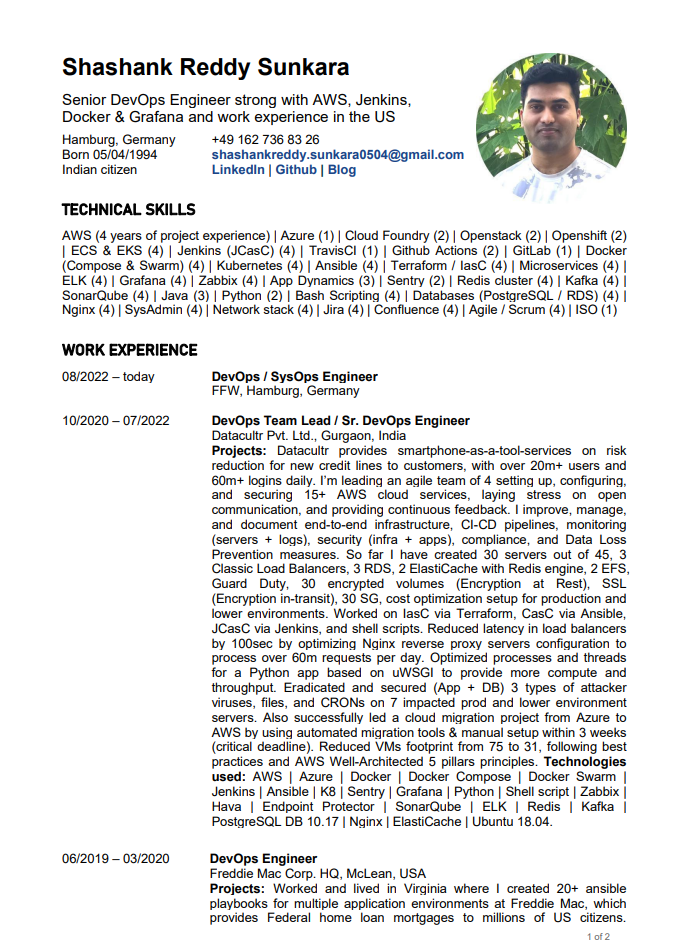 Shashank Reddy Sunkara
Senior DevOps Engineer strong with AWS, Jenkins,
Docker & Grafana and work experience in the US
Hamburg, Germany +49 162 736 83 26
Born 05/04/1994 shashankreddy.sunkara0504@gmail.com
Indian citizen LinkedIn | Github | Blog
TECHNICAL SKILLS
AWS (4 years of project experience) | Azure (1) | Cloud Foundry (2) | Openstack (2) | Openshift (2)
| ECS & EKS (4) | Jenkins (JCasC) (4) | TravisCI (1) | Github Actions (2) | GitLab (1) | Docker
(Compose & Swarm) (4) | Kubernetes (4) | Ansible (4) | Terraform / IasC (4) | Microservices (4) |
ELK (4) | Grafana (4) | Zabbix (4) | App Dynamics (3) | Sentry (2) | Redis cluster (4) | Kafka (4) |
SonarQube (4) | Java (3) | Python (2) | Bash Scripting (4) | Databases (PostgreSQL / RDS) (4) |
Nginx (4) | SysAdmin (4) | Network stack (4) | Jira (4) | Confluence (4) | Agile / Scrum (4) | ISO (1)
WORK EXPERIENCE
08/2022 – today DevOps / SysOps Engineer
FFW, Hamburg, Germany
10/2020 – 07/2022 DevOps Team Lead / Sr. DevOps Engineer
Datacultr Pvt. Ltd., Gurgaon, India
Projects: Datacultr provides smartphone-as-a-tool-services on risk
reduction for new credit lines to customers, with over 20m+ users and
60m+ logins daily. I'm leading an agile team of 4 setting up, configuring,
and securing 15+ AWS cloud services, laying stress on open
communication, and providing continuous feedback. I improve, manage,
and document end-to-end infrastructure, CI-CD pipelines, monitoring
(servers + logs), security (infra + apps), compliance, and Data Loss
Prevention measures. So far I have created 30 servers out of 45, 3
Classic Load Balancers, 3 RDS, 2 ElastiCache with Redis engine, 2 EFS,
Guard Duty, 30 encrypted volumes (Encryption at Rest), SSL
(Encryption in-transit), 30 SG, cost optimization setup for production and
lower environments. Worked on IasC via Terraform, CasC via Ansible,
JCasC via Jenkins, and shell scripts. Reduced latency in load balancers
by 100sec by optimizing Nginx reverse proxy servers configuration to
process over 60m requests per day. Optimized processes and threads
for a Python app based on uWSGI to provide more compute and
throughput. Eradicated and secured (App + DB) 3 types of attacker
viruses, files, and CRONs on 7 impacted prod and lower environment
servers. Also successfully led a cloud migration project from Azure to
AWS by using automated migration tools & manual setup within 3 weeks
(critical deadline). Reduced VMs footprint from 75 to 31, following best
practices and AWS Well-Architected 5 pillars principles. Technologies
used: AWS | Azure | Docker | Docker Compose | Docker Swarm |
Jenkins | Ansible | K8 | Sentry | Grafana | Python | Shell script | Zabbix |
Hava | Endpoint Protector | SonarQube | ELK | Redis | Kafka |
PostgreSQL DB 10.17 | Nginx | ElastiCache | Ubuntu 18.04.
06/2019 – 03/2020 DevOps Engineer
Freddie Mac Corp. HQ, McLean, USA
Projects: Worked and lived in Virginia where I created 20+ ansible
playbooks for multiple application environments at Freddie Mac, which
provides Federal home loan mortgages to millions of US citizens.
1 of 2